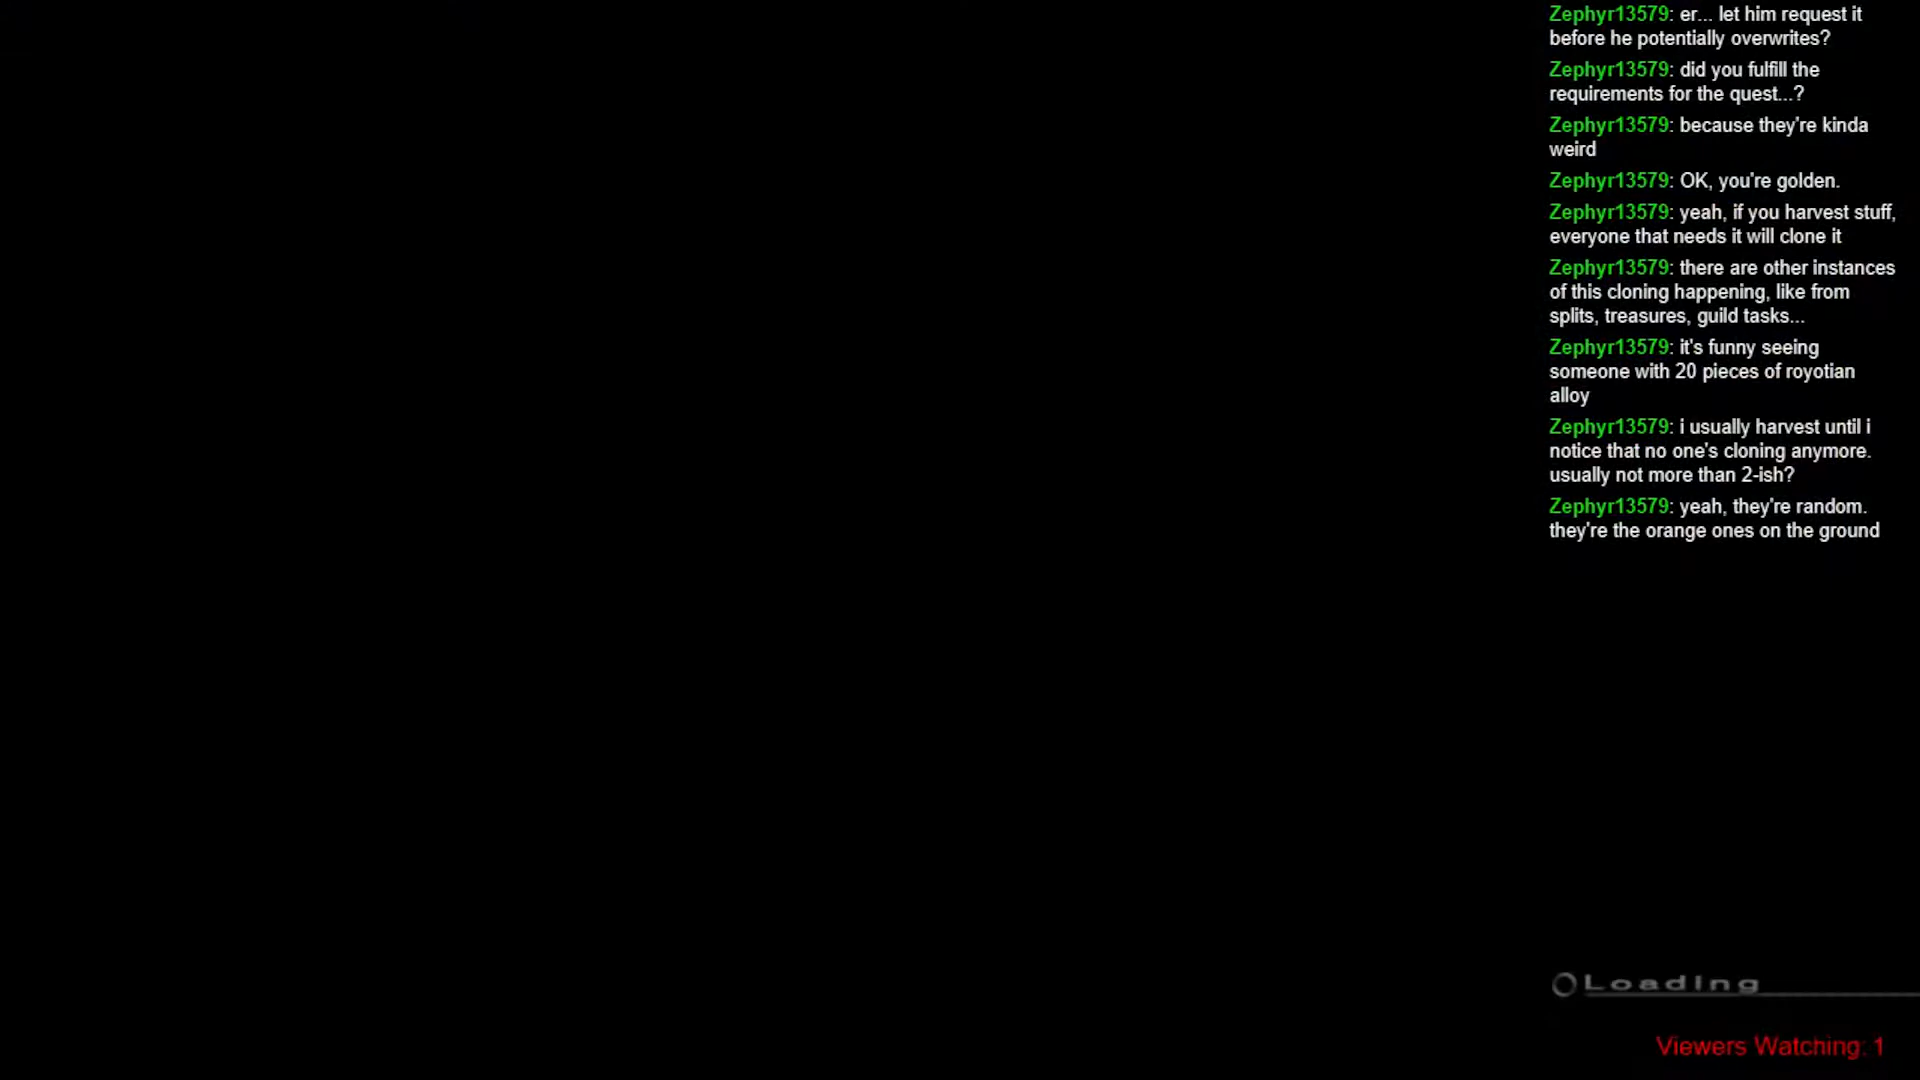 Zephyr13579: er... let him request it
before he potentially overwrites?
Zephyr13579: did you fulfill the
requirements for the quest...?
Zephyr13579: because they're kinda
weird
Zephyr13579: OK, you're golden.
Zephyr13579: yeah, if you harvest stuff,
everyone that needs it will clone it
Zephyr13579: there are other instances
of this cloning happening, like from
splits, treasures, guild tasks...
Zephyr13579: it's funny seeing
someone with 20 pieces of royotian
alloy
Zephyr13579: i usually harvest until i
notice that no one's cloning anymore.
usually not more than 2-ish?
Zephyr13579: yeah, they're random.
they're the orange ones on the ground
Loading
Viewers Watching: 1